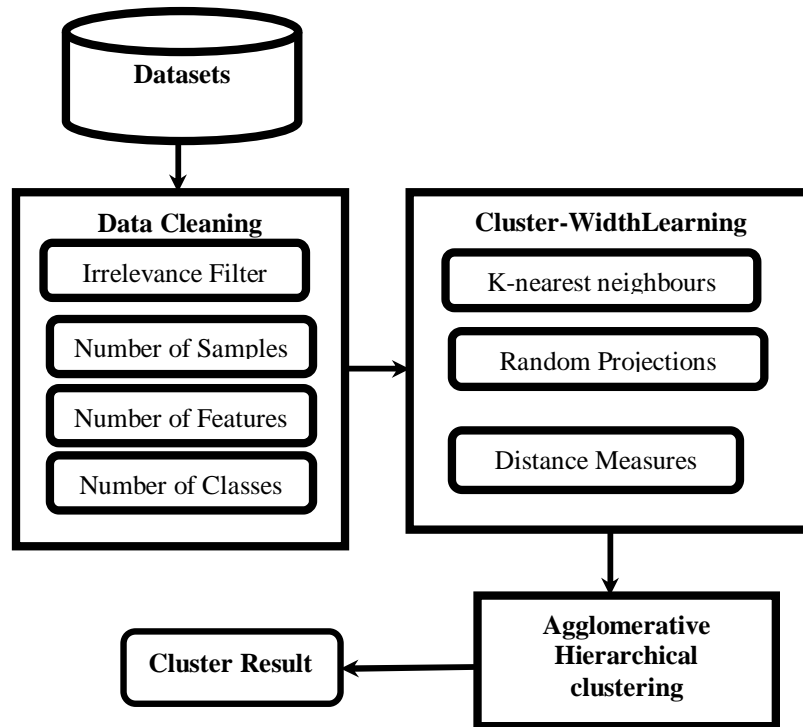 Datasets
Data Cleaning
Irrelevance Filter
Number of Samples
Number of Features
Number of Classes
Cluster-WidthLearning
K-nearest neighbours
Random Projections
Distance Measures
Agglomerative
Hierarchical
clustering
Cluster Result